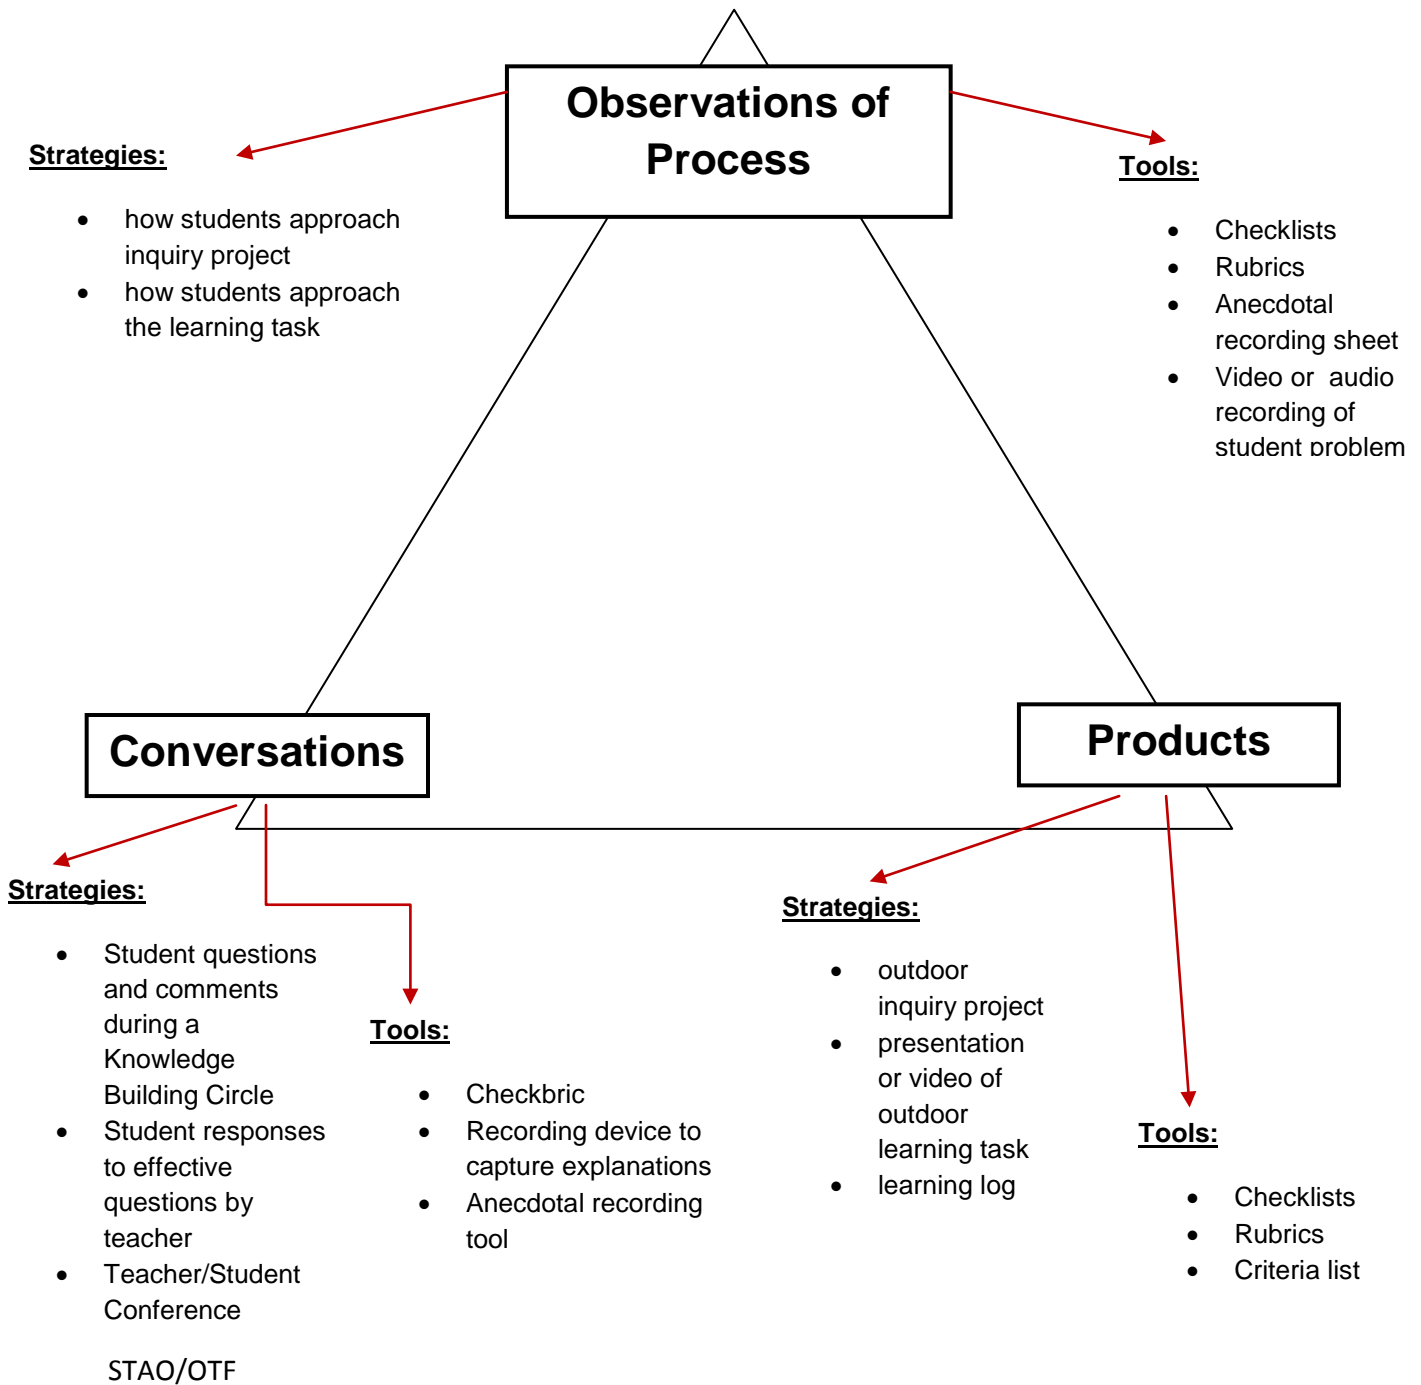 Observations of
Process
Strategies:
• how students approach
inquiry project
• how students approach
the learning task
Tools:
• Checklists
• Rubrics
• Anecdotal
recording sheet
• Video or audio
recording of
student problem
Conversations
Strategies:
• Student questions
and comments
during a
Knowledge
Building Circle
• Student responses
to effective
questions by
teacher
• Teacher/Student
Conference
Tools:
• Checkbric
• Recording device to
capture explanations
• Anecdotal recording
tool
Products
Strategies:
• outdoor
inquiry project
• presentation
or video of
outdoor
learning task
• learning log
Tools:
• Checklists
• Rubrics
• Criteria list
STAO/OTF